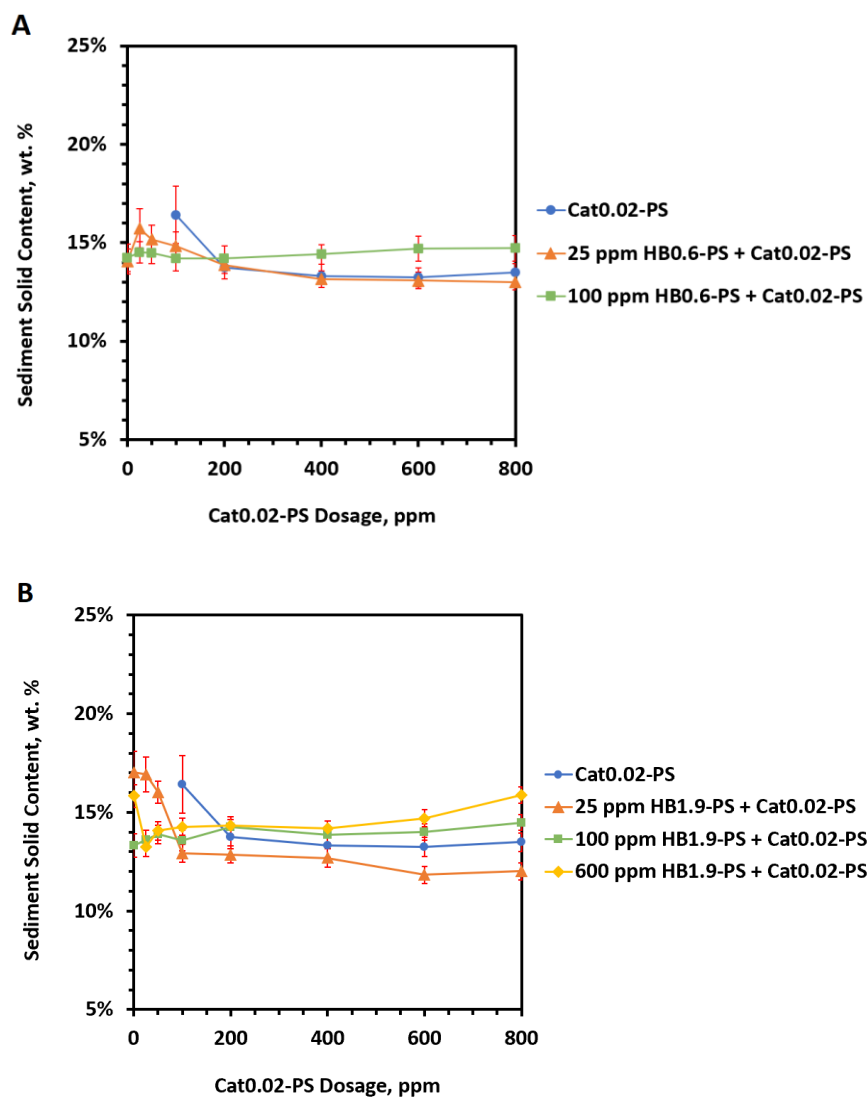 A
25%
20%
15%
10%
5%
0 200 400 600 800
Sediment Solid Content, wt. %
Cat0.02-PS Dosage, ppm
Cat0.02-PS
25 ppm HB0.6-PS + Cat0.02-PS
100 ppm HB0.6-PS + Cat0.02-PS
B
25%
20%
15%
10%
5%
0 200 400 600 800
Sediment Solid Content, wt. %
Cat0.02-PS Dosage, ppm
Cat0.02-PS
25 ppm HB1.9-PS + Cat0.02-PS
100 ppm HB1.9-PS + Cat0.02-PS
600 ppm HB1.9-PS + Cat0.02-PS